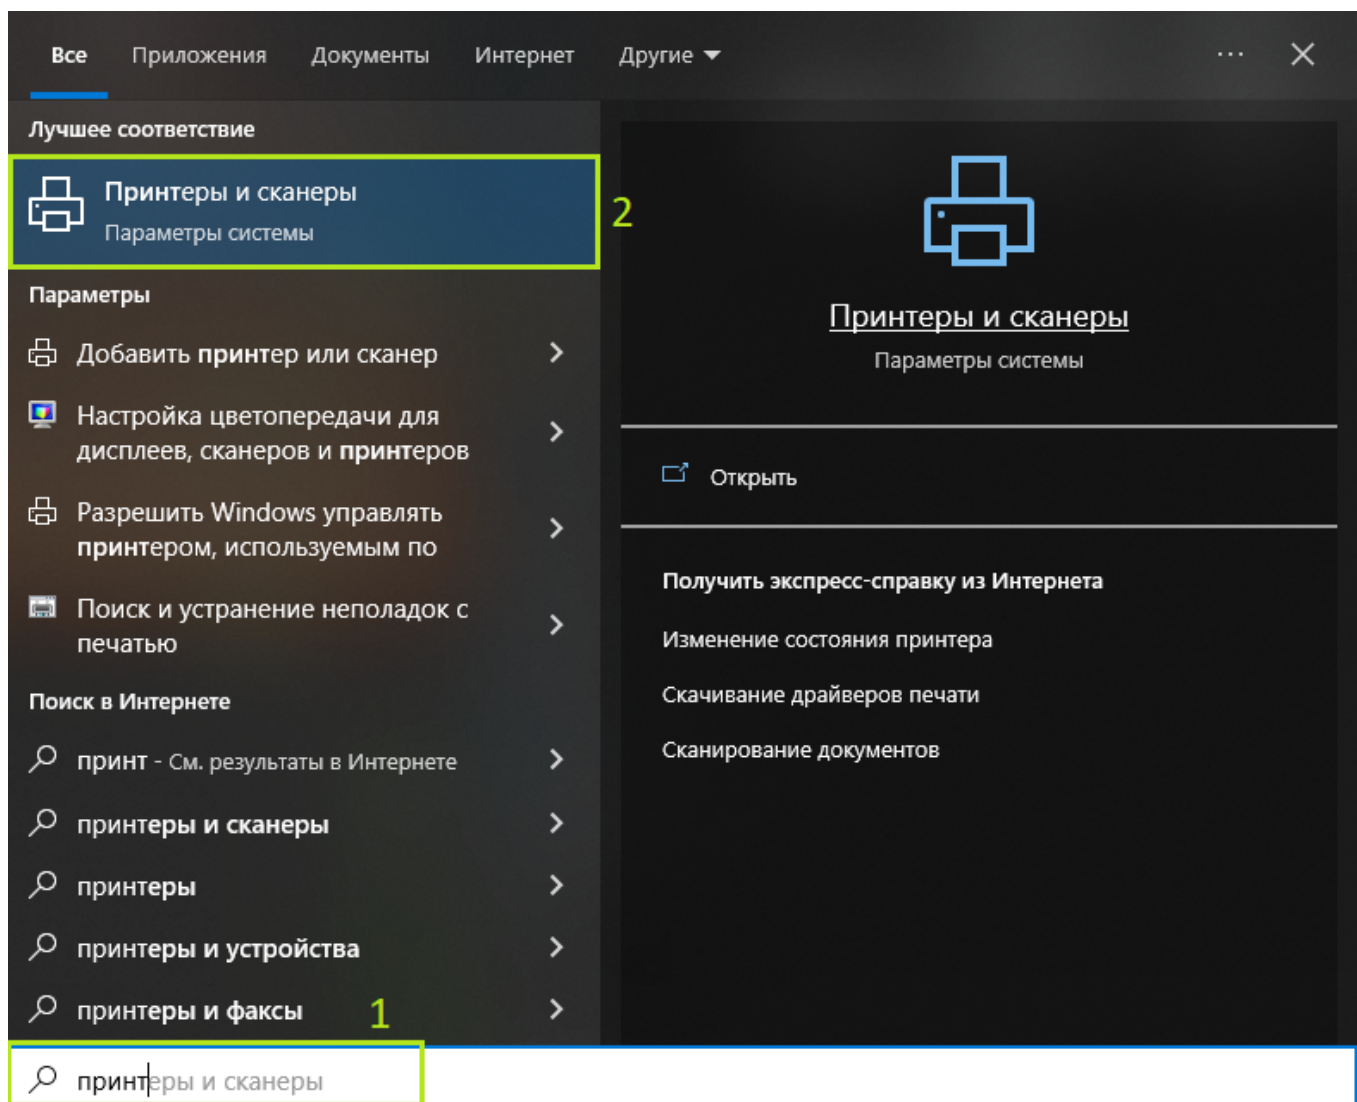 Все Приложения Документы Интернет Другие
Лучшее соответствие
Принтеры и сканеры
Параметры системы
2
Параметры
Добавить принтер или сканер
Настройка цветопередачи для
дисплеев, сканеров и принтеров
Разрешить Windows управлять
принтером, используемым по
Поиск и устранение неполадок с
печатью
Поиск в Интернете
принт - См. результаты в Интернете
принтеры и сканеры
принтеры
принтеры и устройства
принтеры и факсы
1
принтеры и сканеры
Принтеры и сканеры
Параметры системы
Открыть
Получить экспресс-справку из Интернета
Изменение состояния принтера
Скачивание драйверов печати
Сканирование документов